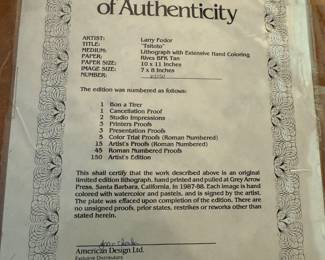 of Authenticity
ARTIST: Larry Fodor
TITLE:
MEDIUM: Lithograph with Extensive Hand Coloring
PAPER: Rives BFK Tan
PAPER SIZE: 10 x 11 Inches
IMAGE SIZE: 7 x 8 Inches
NUMBER:
The edition was numbered as follows:
1 Bon a Tirer
1 Cancellation Proof
2 Studio Impressions
3 Printers Proofs
3 Presentation Proofs
5 Color Trial Proofs (Roman Numbered)
15 Artist's Proofs (Roman Numbered)
45 Roman Numbered Proofs
150 Artist's Edition
This shall certify that the work described above is an original
limited edition lithograph, hand printed and pulled at Grey Arrow
Press, Santa Barbara, California. In 1987-88. Each image is hand
colored with watercolor and pastels, and is signed by the artist.
The plate was effaced upon completion of the edition. There are
no unsigned proofs, prior states, restrikes or reworks other than
stated herein.
American Design Ltd.
Exclusive Distributors